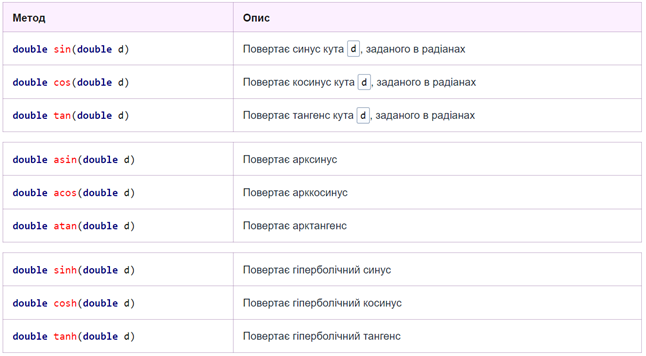 Метод Опис
double sin(double d) Повертає синус кута d, заданого в радіанах
double cos(double d) Повертає косинус кута d, заданого в радіанах
double tan(double d) Повертає тангенс кута d, заданого в радіанах
double asin(double d) Повертає арксинус
double acos(double d) Повертає арккосинус
double atan(double d) Повертає арктангенс
double sinh(double d) Повертає гіперболічний синус
double cosh(double d) Повертає гіперболічний косинус
double tanh(double d) Повертає гіперболічний тангенс